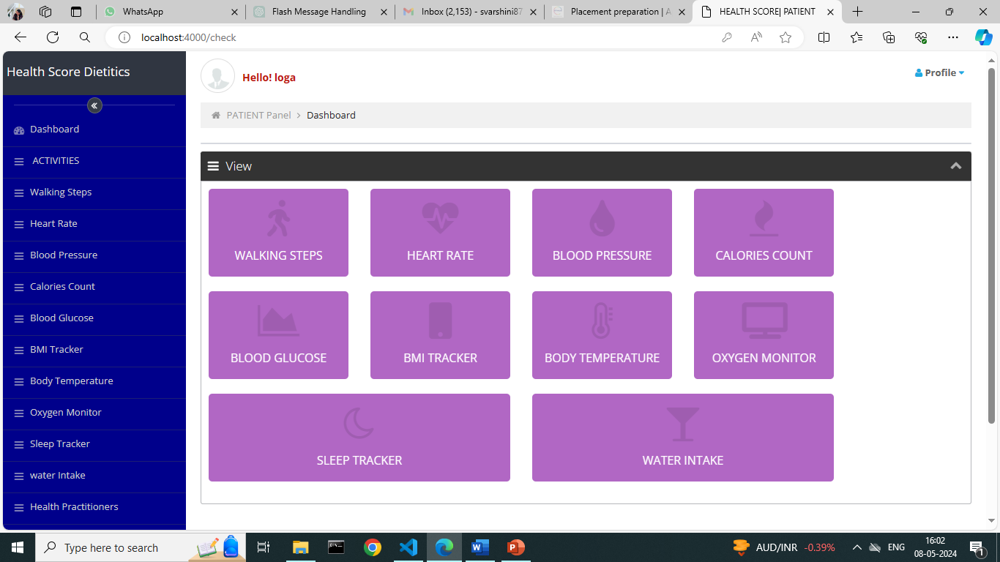 WhatsApp
Flash Message Handling
Inbox (2,153) - svarshini87
Placement preparation | A
HEALTH SCORE| PATIENT
localhost:4000/check
Health Score Dietitics
Hello! loga
Profile
PATIENT Panel > Dashboard
Dashboard
ACTIVITIES
Walking Steps
Heart Rate
Blood Pressure
Calories Count
Blood Glucose
BMI Tracker
Body Temperature
Oxygen Monitor
Sleep Tracker
water Intake
Health Practitioners
View
WALKING STEPS
HEART RATE
BLOOD PRESSURE
CALORIES COUNT
BLOOD GLUCOSE
BMI TRACKER
BODY TEMPERATURE
OXYGEN MONITOR
SLEEP TRACKER
WATER INTAKE
Type here to search
AUD/INR -0.39%
ENG
16:02
08-05-2024
1